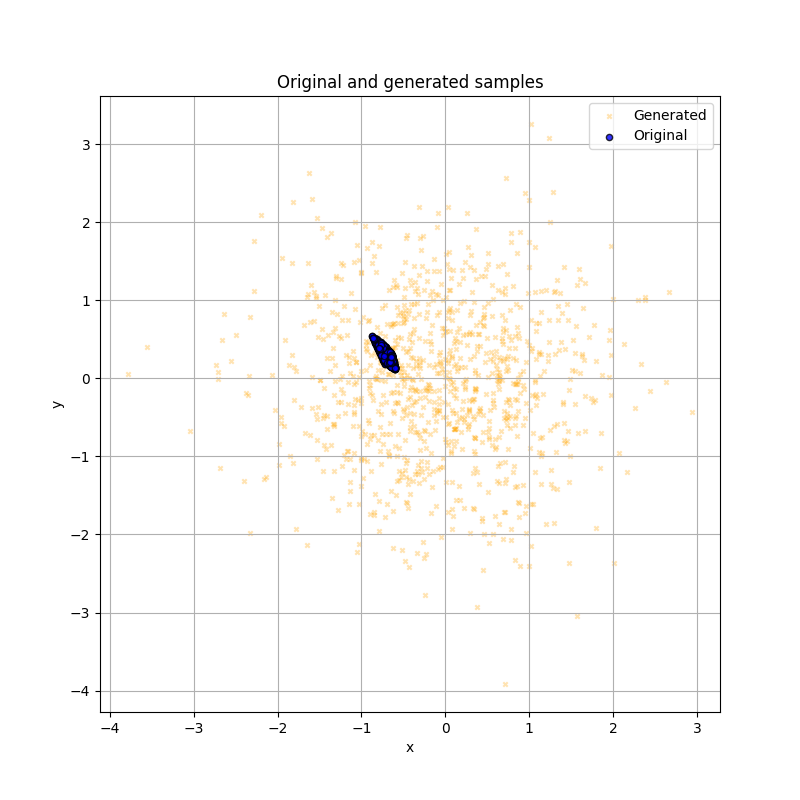 Original and generated samples
Generated
Original
3
2
1
0
−1
−2
−3
−4
y
−4 −3 −2 −1 0 1 2 3
x